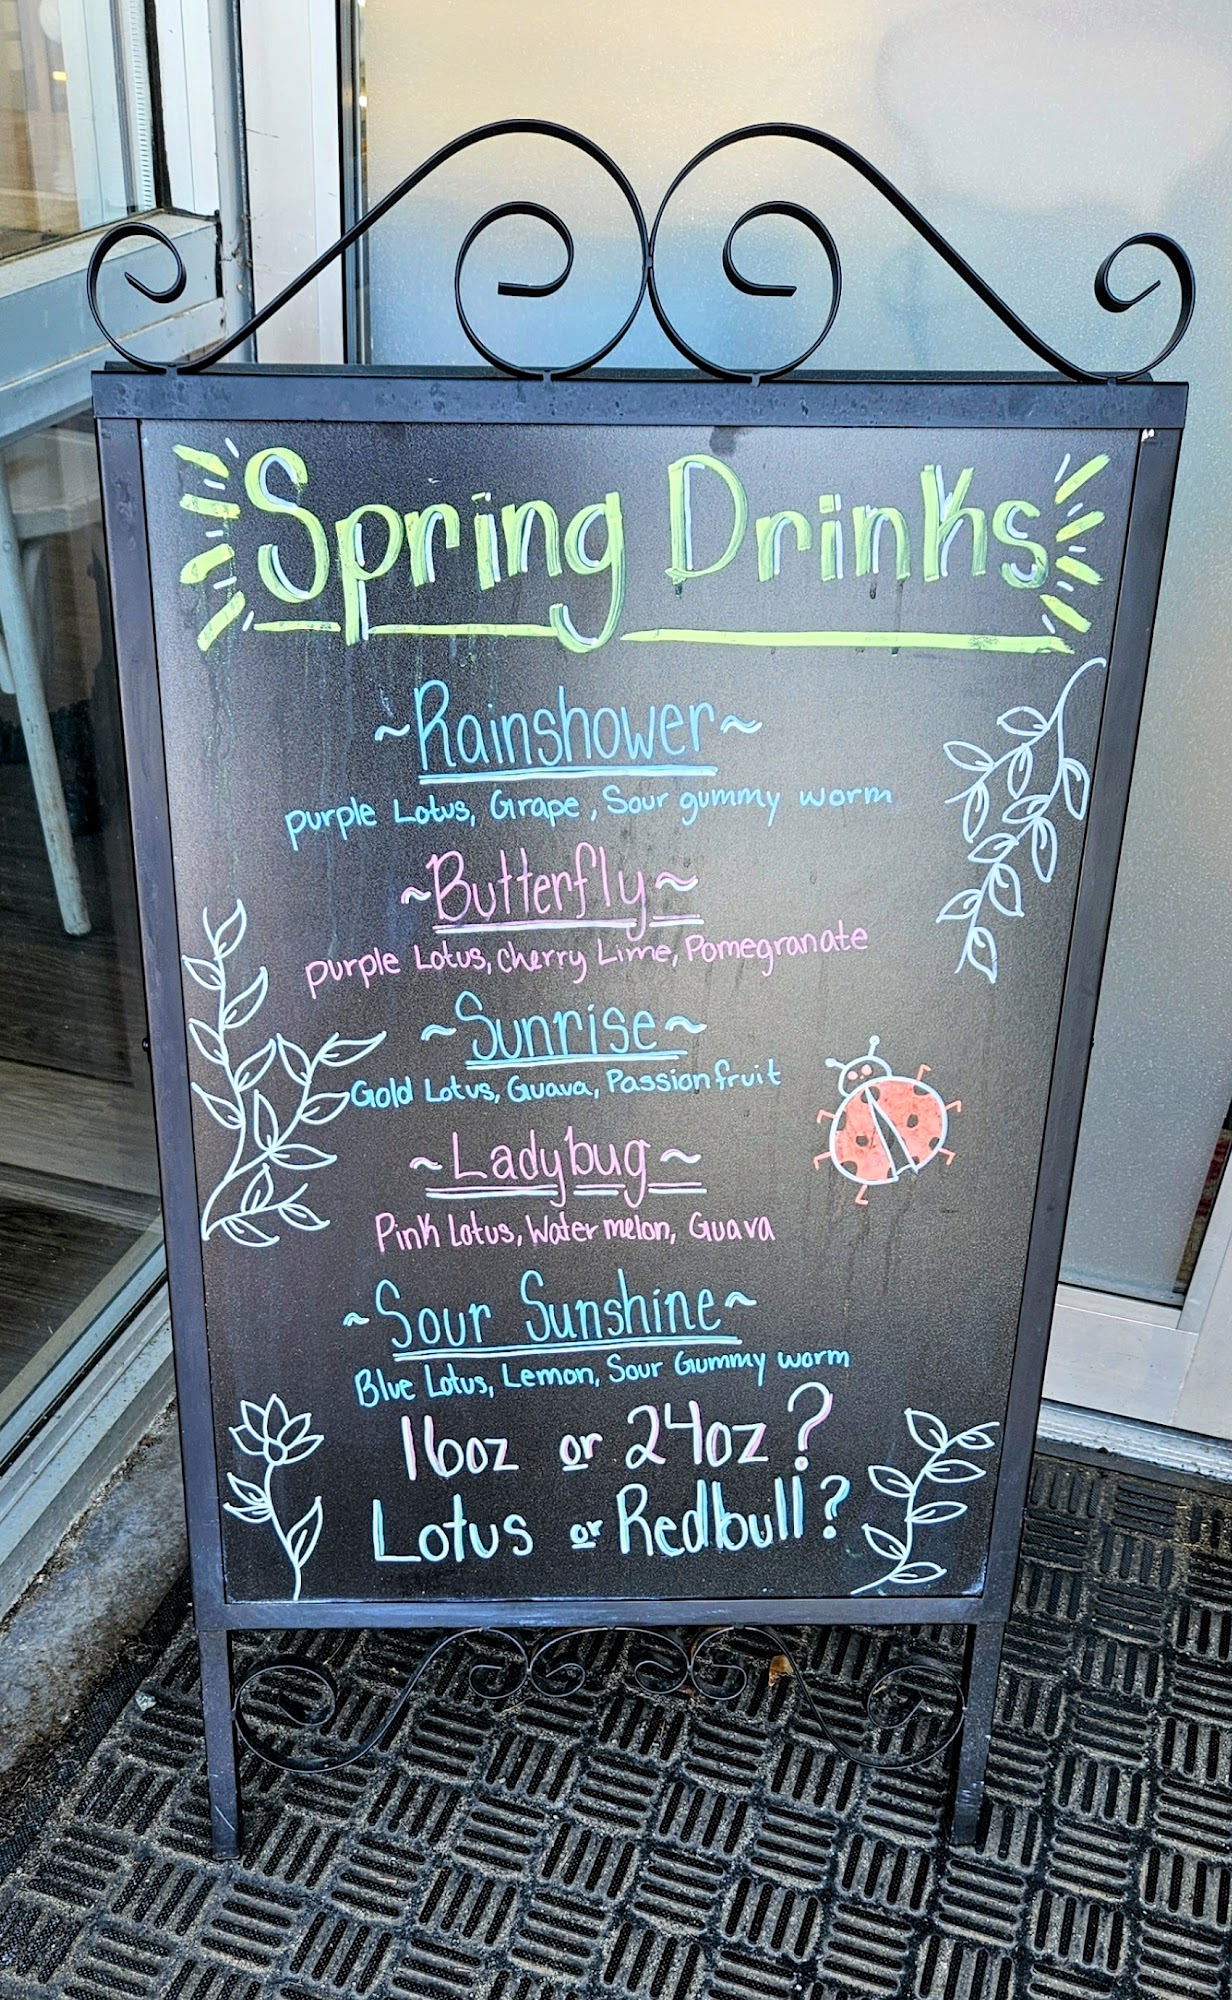 Spring Drinks
~Rainshower~
purple Lotus, Grape, Sour gummy worm
~Butterfly~
purple Lotus, cherry Lime, Pomegranate
~Sunrise~
Gold Lotus, Guava, Passionfruit
~Ladybug~
Pink Lotus, Watermelon, Guava
~Sour Sunshine~
Blue Lotus, Lemon, Sour Gummy worm
16oz or 24oz?
Lotus or Redbull?